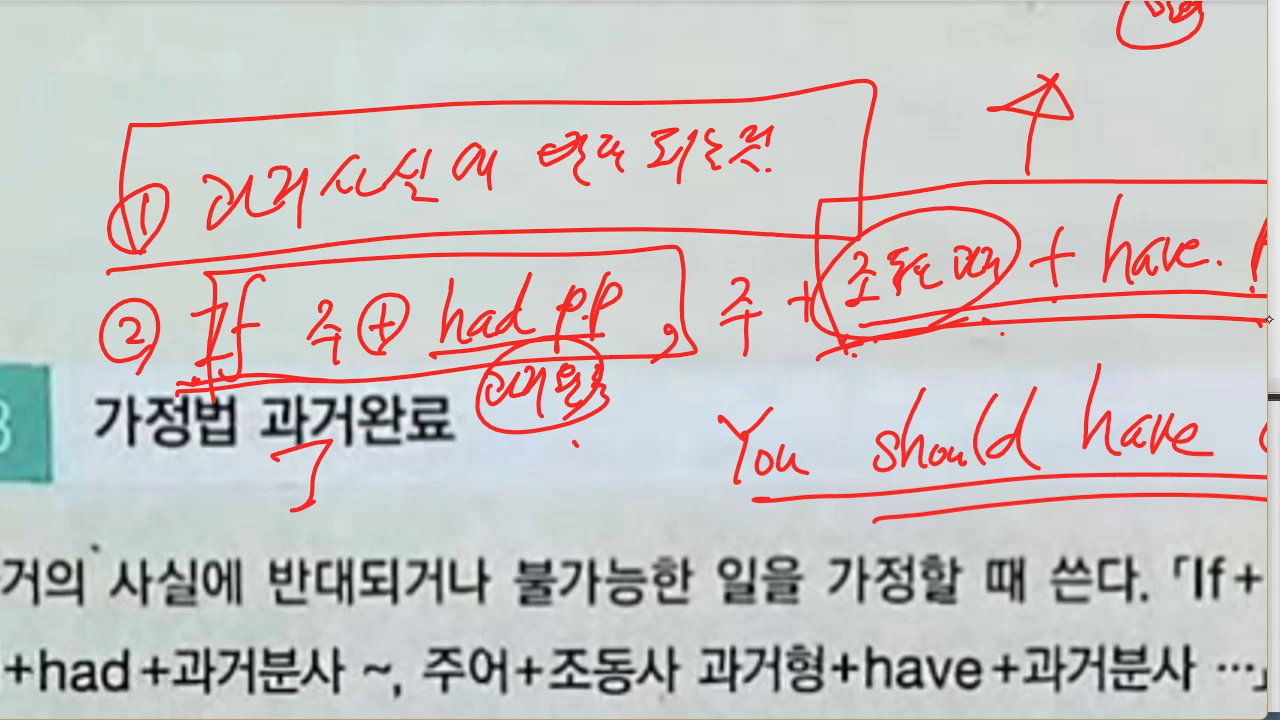 ① 과거사실에 반대되는것.
② If 주 + had p.p, 주 + 조동 과거 + have.
과거완료
3 가정법 과거완료
You should have
거의 사실에 반대되거나 불가능한 일을 가정할 때 쓴다. 「If+
+had+과거분사 ~, 주어+조동사 과거형+have+과거분사 …」